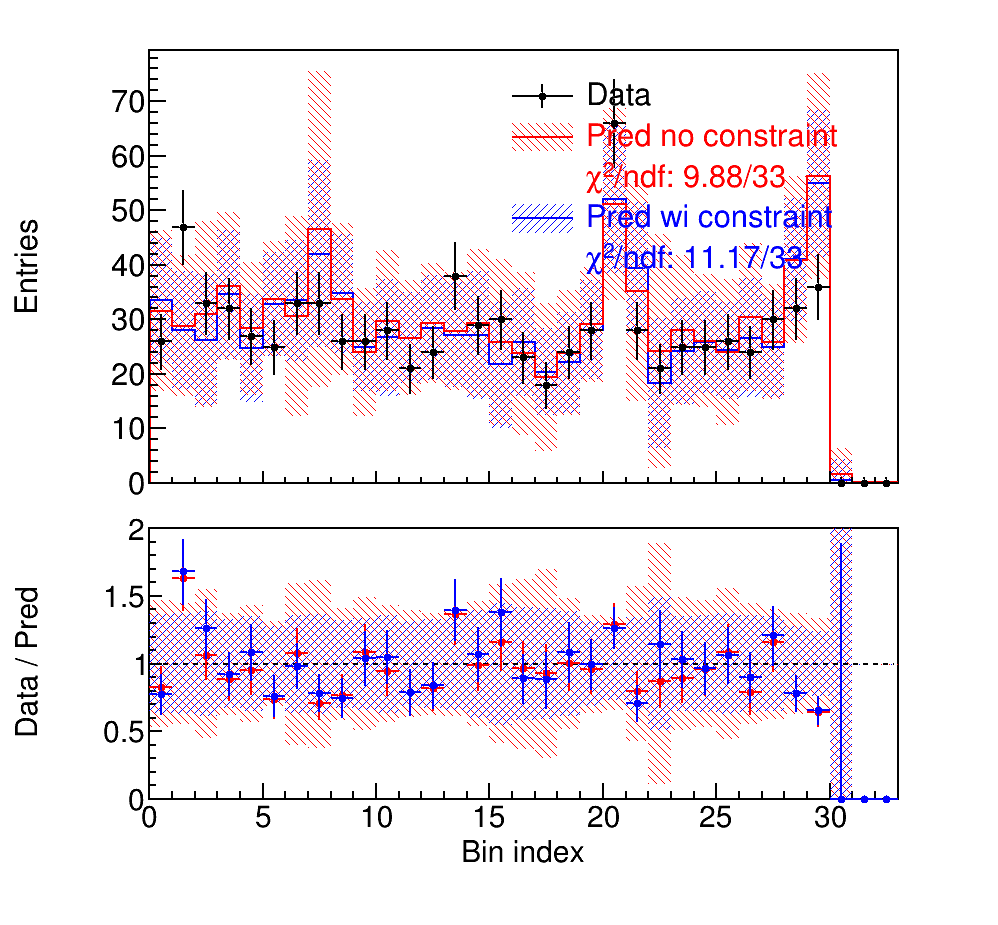 Entries
70
60
50
40
30
20
10
0
Data
Pred no constraint
χ²/ndf: 9.88/33
Pred wi constraint
χ²/ndf: 11.17/33
Data / Pred
2
1.5
1
0.5
0
0 5 10 15 20 25 30
Bin index